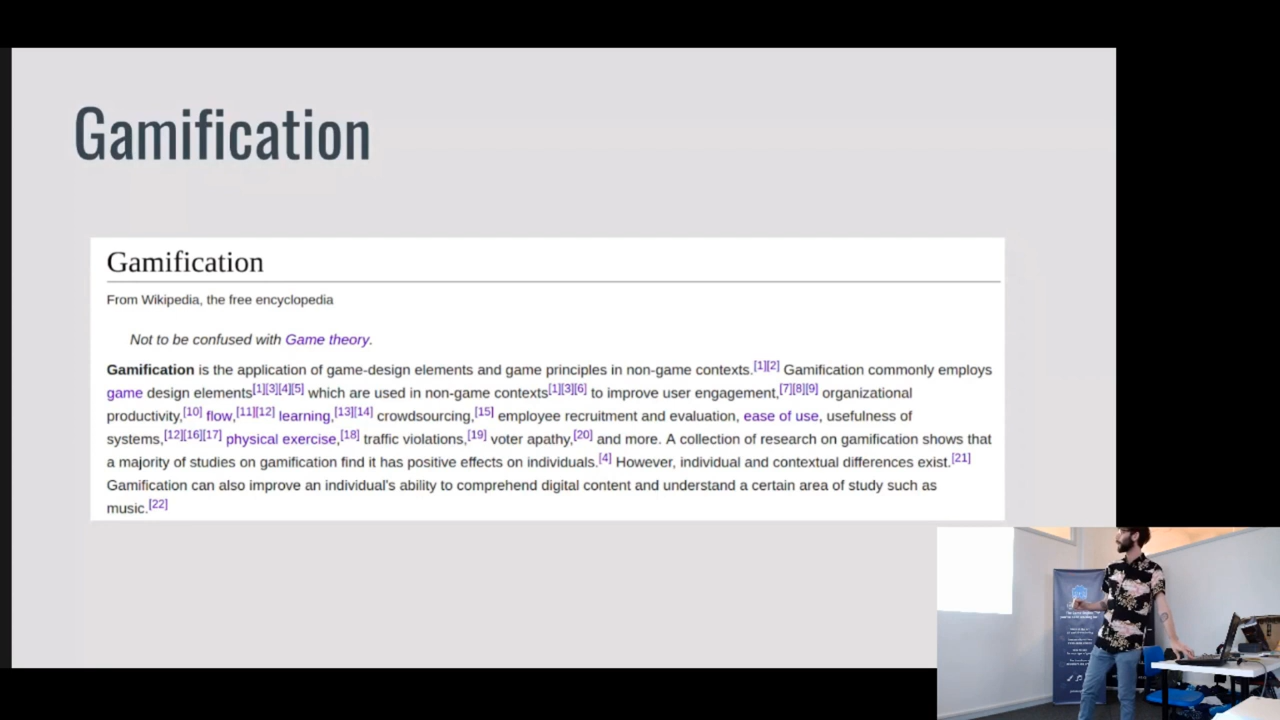 Gamification
Gamification
From Wikipedia, the free encyclopedia
Not to be confused with Game theory.
Gamification is the application of game-design elements and game principles in non-game contexts.[1][2] Gamification commonly employs
game design elements[1][3][4][5] which are used in non-game contexts[1][3][6] to improve user engagement,[7][8][9] organizational
productivity,[10] flow,[11][12] learning,[13][14] crowdsourcing,[15] employee recruitment and evaluation, ease of use, usefulness of
systems,[12][16][17] physical exercise,[18] traffic violations,[19] voter apathy,[20] and more. A collection of research on gamification shows that
a majority of studies on gamification find it has positive effects on individuals.[4] However, individual and contextual differences exist.[21]
Gamification can also improve an individual's ability to comprehend digital content and understand a certain area of study such as
music.[22]